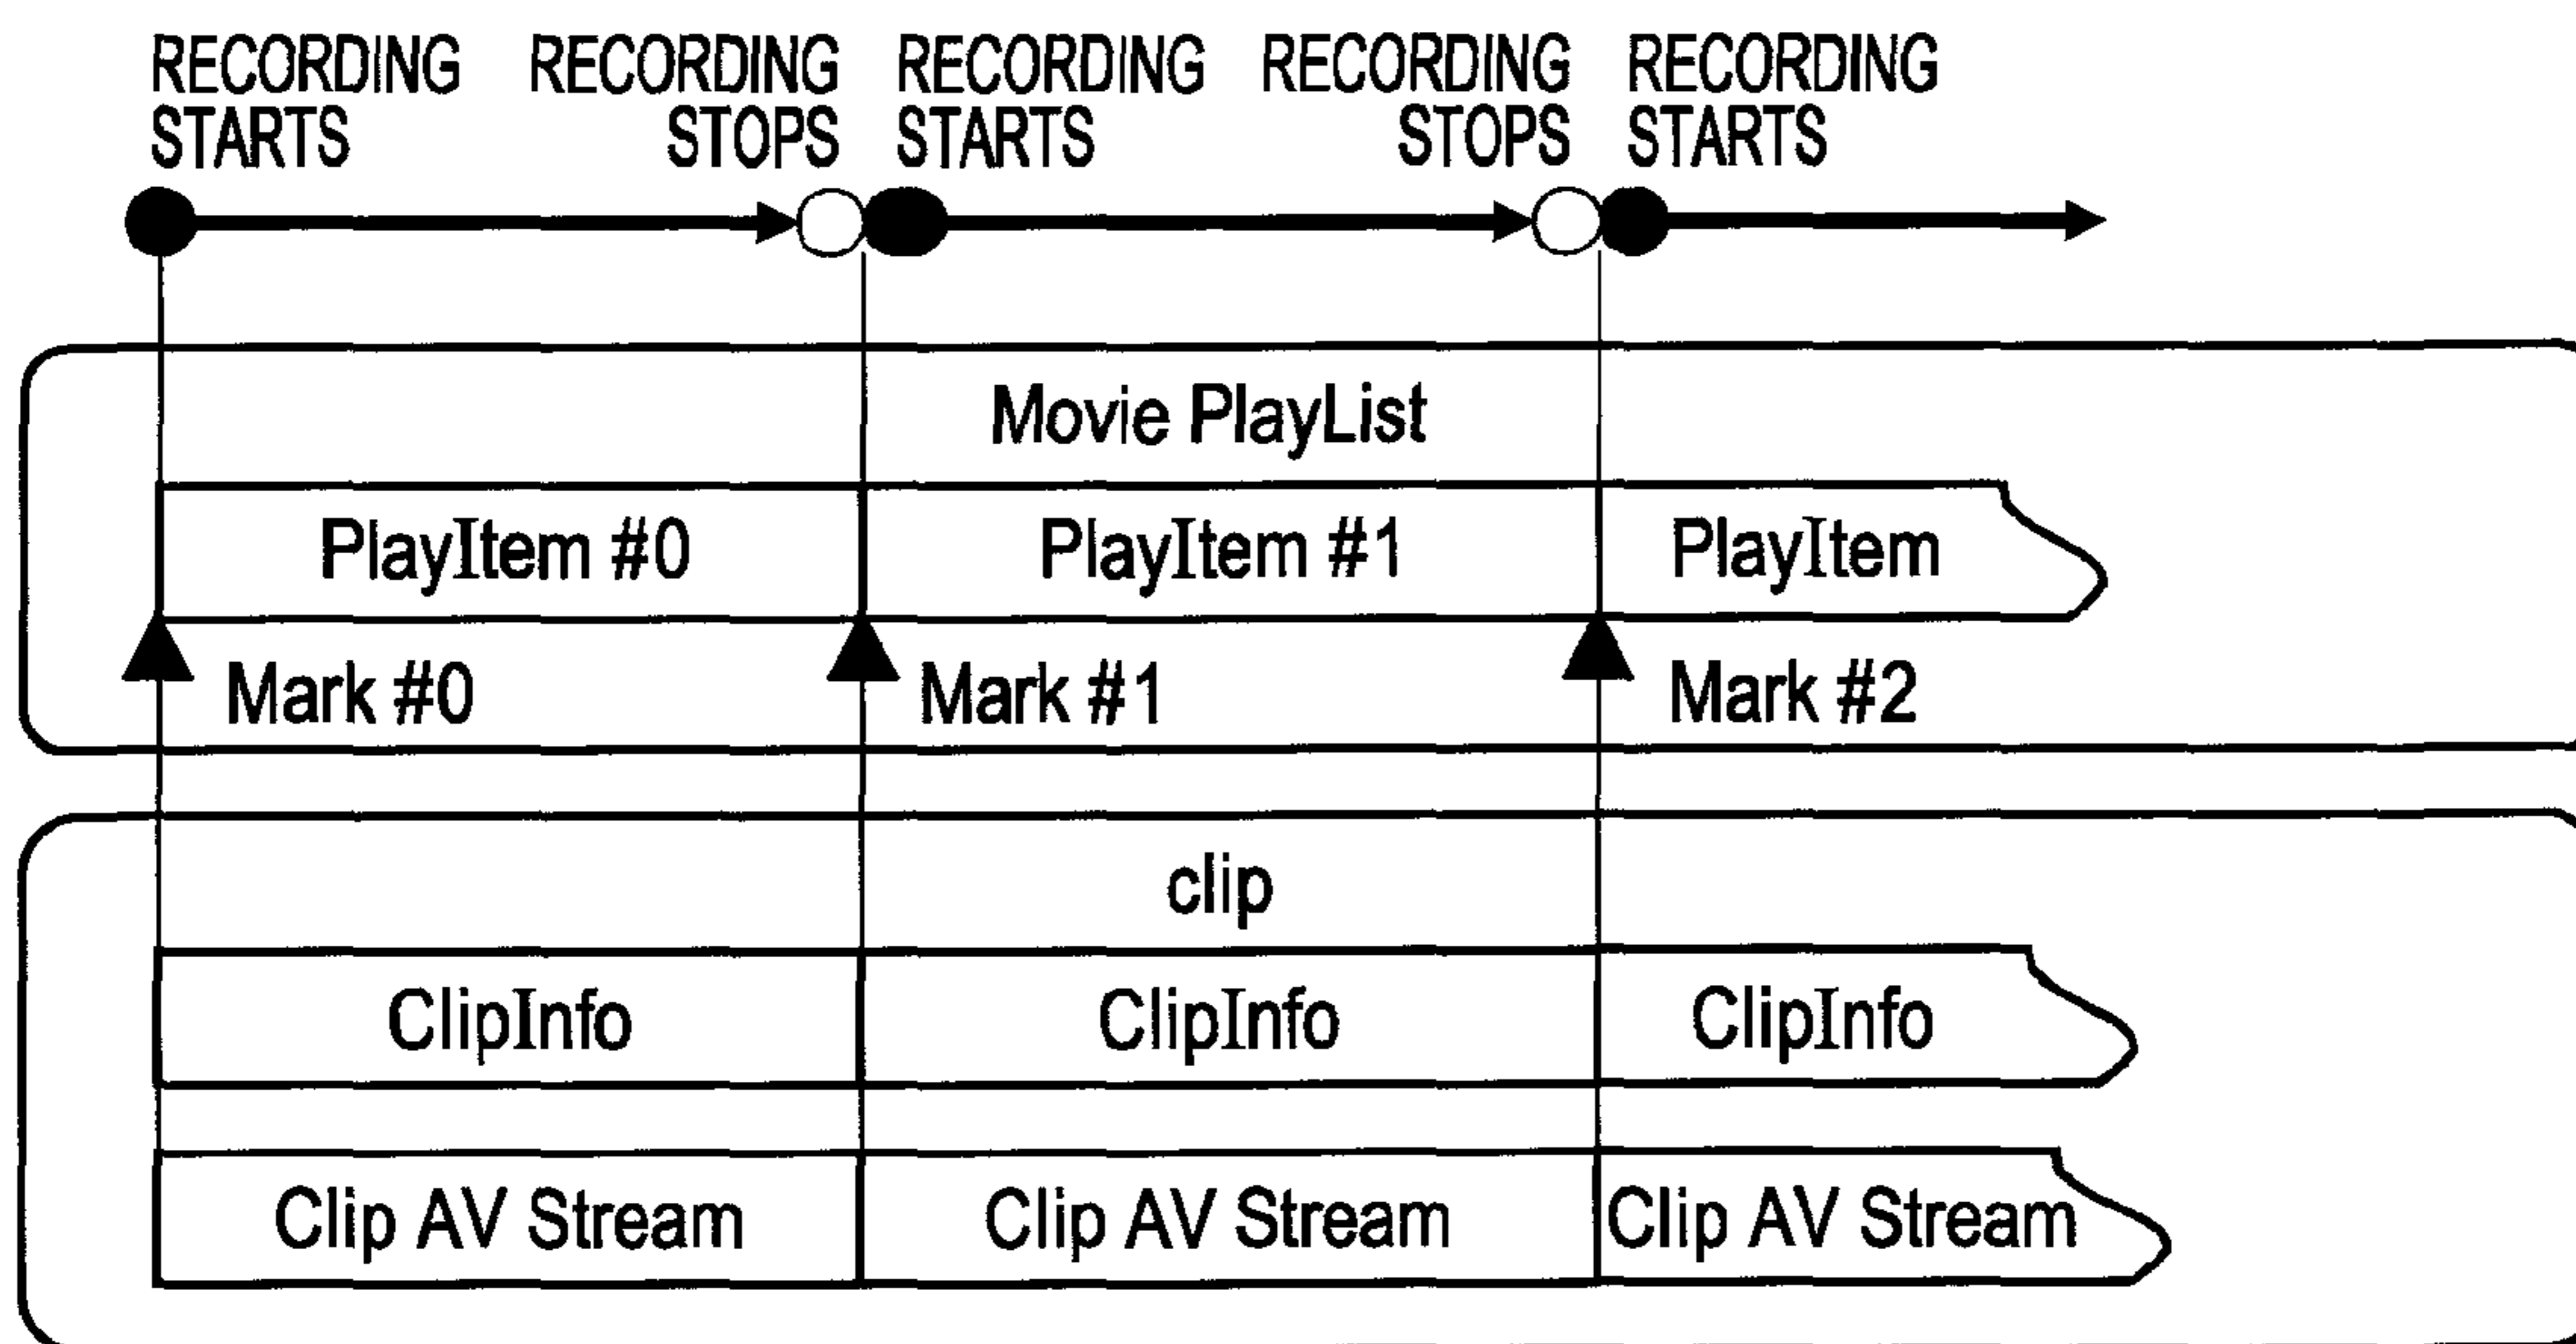 RECORDING RECORDING RECORDING RECORDING RECORDING
STARTS STOPS STARTS STOPS STARTS
Movie PlayList
PlayItem #0 PlayItem #1 PlayItem
Mark #0 Mark #1 Mark #2
clip
ClipInfo ClipInfo ClipInfo
Clip AV Stream Clip AV Stream Clip AV Stream